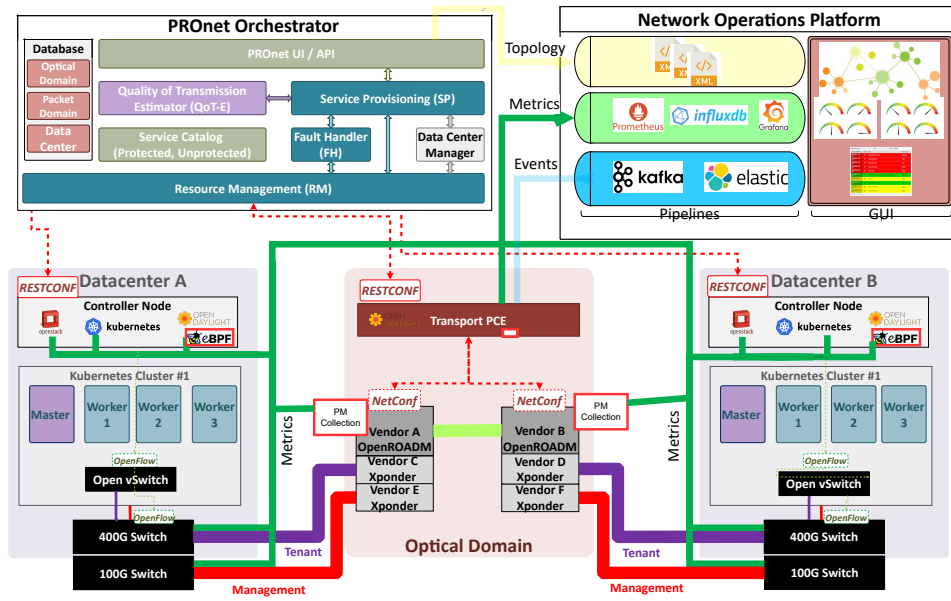 PROnet Orchestrator
Database
Optical
Domain
Packet
Domain
Data
Center
PROnet UI / API
Quality of Transmission
Estimator (QoT-E)
Service Provisioning (SP)
Service Catalog
(Protected, Unprotected)
Fault Handler
(FH)
Data Center
Manager
Resource Management (RM)
Network Operations Platform
Topology
XML
XML
XML
Metrics
Prometheus
influxdb
Grafana
Events
kafka
elastic
Pipelines
GUI
Datacenter A
RESTCONF
Controller Node
openstack
kubernetes
OPEN
DAYLIGHT
eBPF
Kubernetes Cluster #1
Master
Worker
1
Worker
2
Worker
3
OpenFlow
Open vSwitch
OpenFlow
400G Switch
100G Switch
Metrics
Tenant
Management
RESTCONF
OPEN
DAYLIGHT
Transport PCE
NetConf
NetConf
PM
Collection
PM
Collection
Vendor A
OpenROADM
Vendor C
Xponder
Vendor E
Xponder
Vendor B
OpenROADM
Vendor D
Xponder
Vendor F
Xponder
Optical Domain
Metrics
Tenant
Management
Datacenter B
RESTCONF
Controller Node
openstack
kubernetes
OPEN
DAYLIGHT
eBPF
Kubernetes Cluster #1
Master
Worker
1
Worker
2
Worker
3
OpenFlow
Open vSwitch
OpenFlow
400G Switch
100G Switch